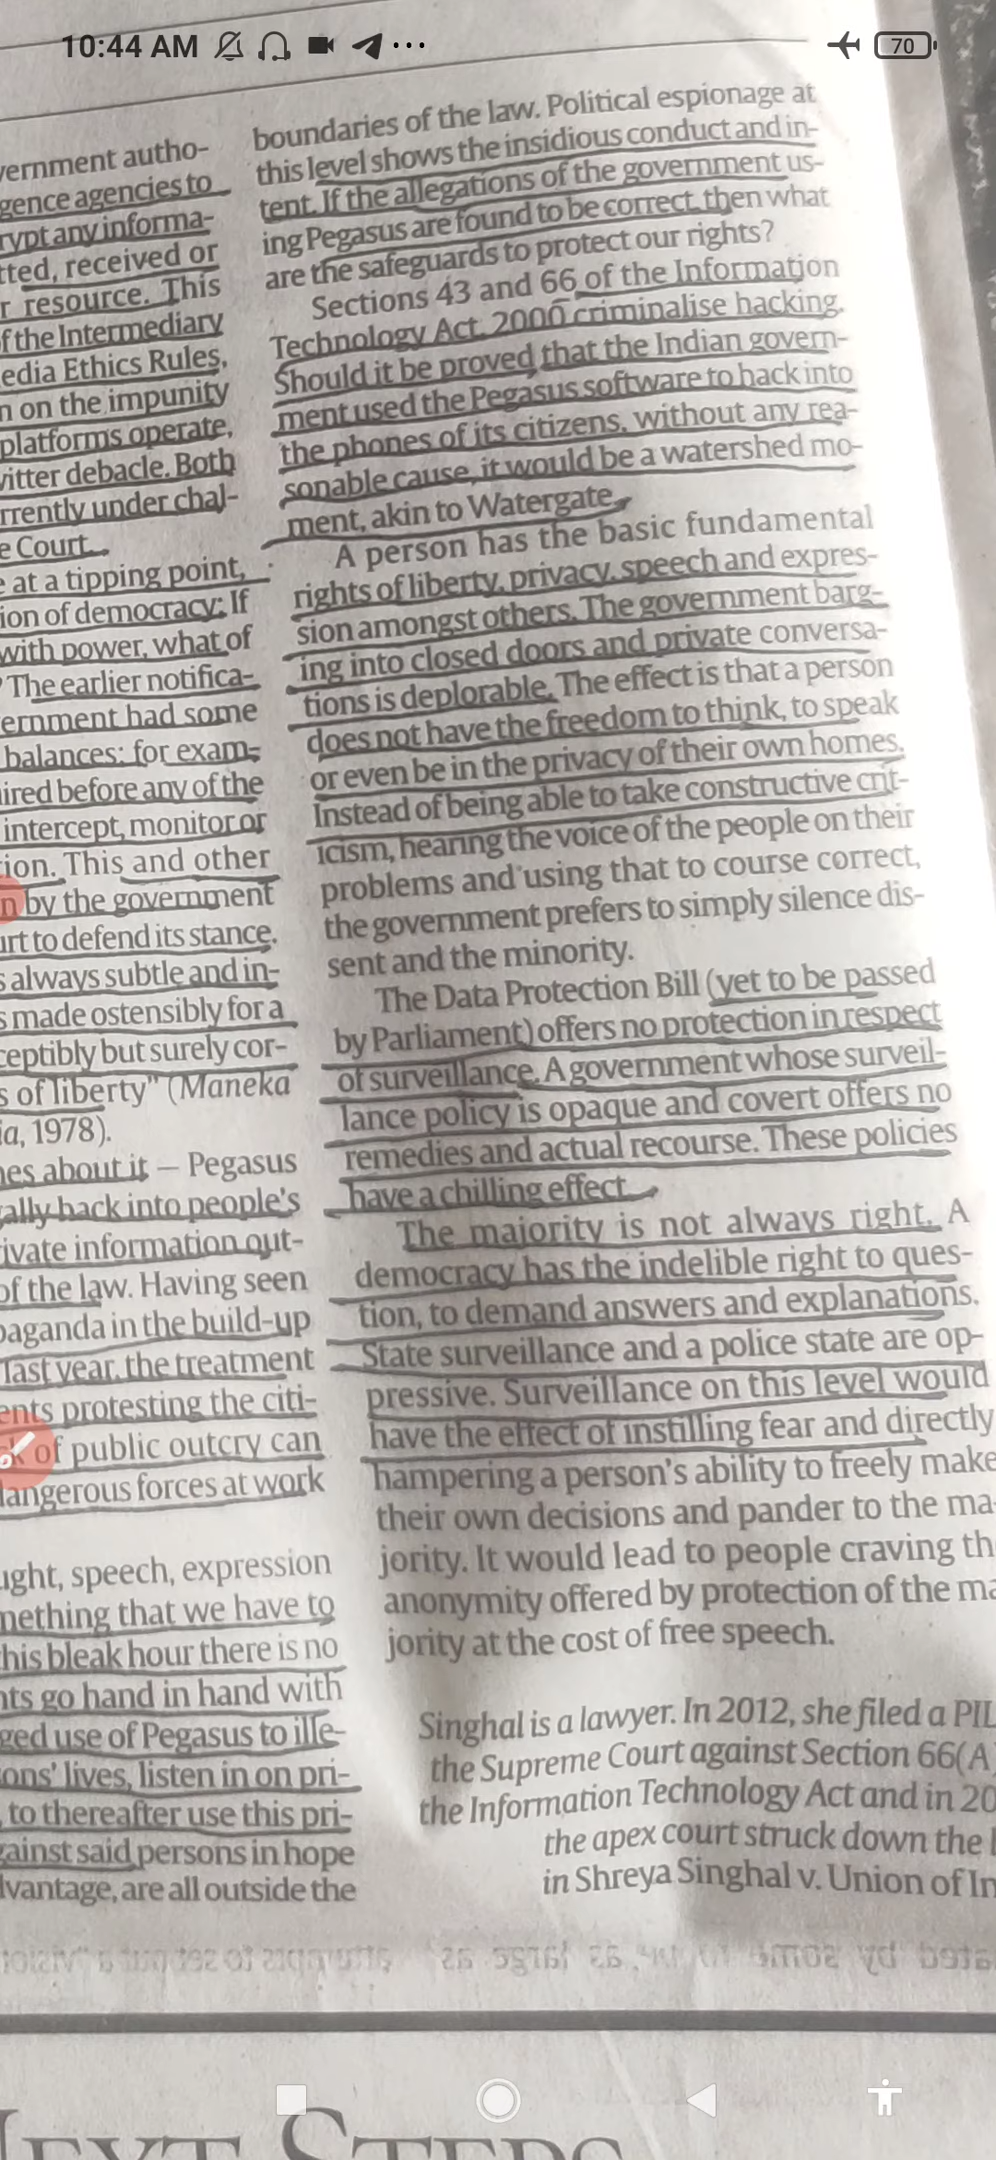 10:44 AM
70
vernment autho-
gence agencies to
rypt any informa-
tted, received or
r resource. This
f the Intermediary
edia Ethics Rules,
n on the impunity
platforms operate,
vitter debacle. Both
rrently under chal-
e Court.
e at a tipping point,
ion of democracy: If
with power, what of
? The earlier notifica-
ernment had some
balances: for exam-
ired before any of the
intercept, monitor or
ion. This and other
n by the government
urt to defend its stance.
s always subtle and in-
s made ostensibly for a
ceptibly but surely cor-
s of liberty" (Maneka
ia, 1978).
nes about it — Pegasus
ally hack into people's
ivate information out-
of the law. Having seen
paganda in the build-up
last year, the treatment
ents protesting the citi-
k of public outcry can
dangerous forces at work
ught, speech, expression
nething that we have to
his bleak hour there is no
nts go hand in hand with
ged use of Pegasus to ille-
ons' lives, listen in on pri-
, to thereafter use this pri-
gainst said persons in hope
lvantage, are all outside the
boundaries of the law. Political espionage at
this level shows the insidious conduct and in-
tent. If the allegations of the government us-
ing Pegasus are found to be correct, then what
are the safeguards to protect our rights?
Sections 43 and 66 of the Information
Technology Act, 2000 criminalise hacking.
Should it be proved that the Indian govern-
ment used the Pegasus software to hack into
the phones of its citizens, without any rea-
sonable cause, it would be a watershed mo-
ment, akin to Watergate.
A person has the basic fundamental
rights of liberty, privacy, speech and expres-
sion amongst others. The government barg-
ing into closed doors and private conversa-
tions is deplorable. The effect is that a person
does not have the freedom to think, to speak
or even be in the privacy of their own homes.
Instead of being able to take constructive crit-
icism, hearing the voice of the people on their
problems and using that to course correct,
the government prefers to simply silence dis-
sent and the minority.
The Data Protection Bill (yet to be passed
by Parliament) offers no protection in respect
of surveillance. A government whose surveil-
lance policy is opaque and covert offers no
remedies and actual recourse. These policies
have a chilling effect.
The majority is not always right. A
democracy has the indelible right to ques-
tion, to demand answers and explanations.
State surveillance and a police state are op-
pressive. Surveillance on this level would
have the effect of instilling fear and directly
hampering a person's ability to freely make
their own decisions and pander to the ma-
jority. It would lead to people craving th
anonymity offered by protection of the ma
jority at the cost of free speech.
Singhal is a lawyer. In 2012, she filed a PIL
the Supreme Court against Section 66(A)
the Information Technology Act and in 20
the apex court struck down the l
in Shreya Singhal v. Union of In
NEXT STEPS